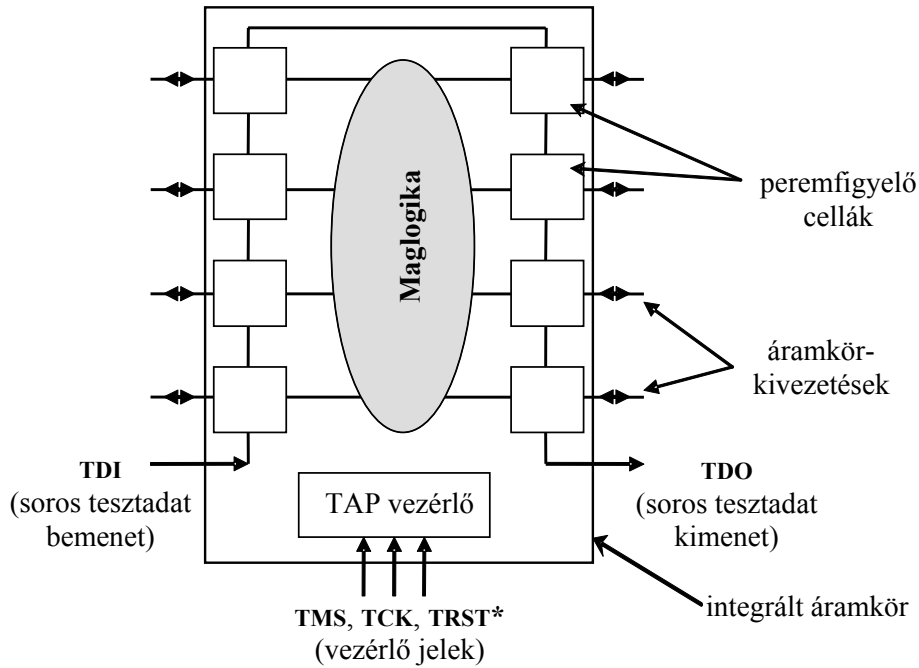 Maglogika
peremfigyelő
cellák
áramkör-
kivezetések
TDI
(soros tesztadat
bemenet)
TAP vezérlő
TDO
(soros tesztadat
kimenet)
TMS, TCK, TRST*
(vezérlő jelek)
integrált áramkör